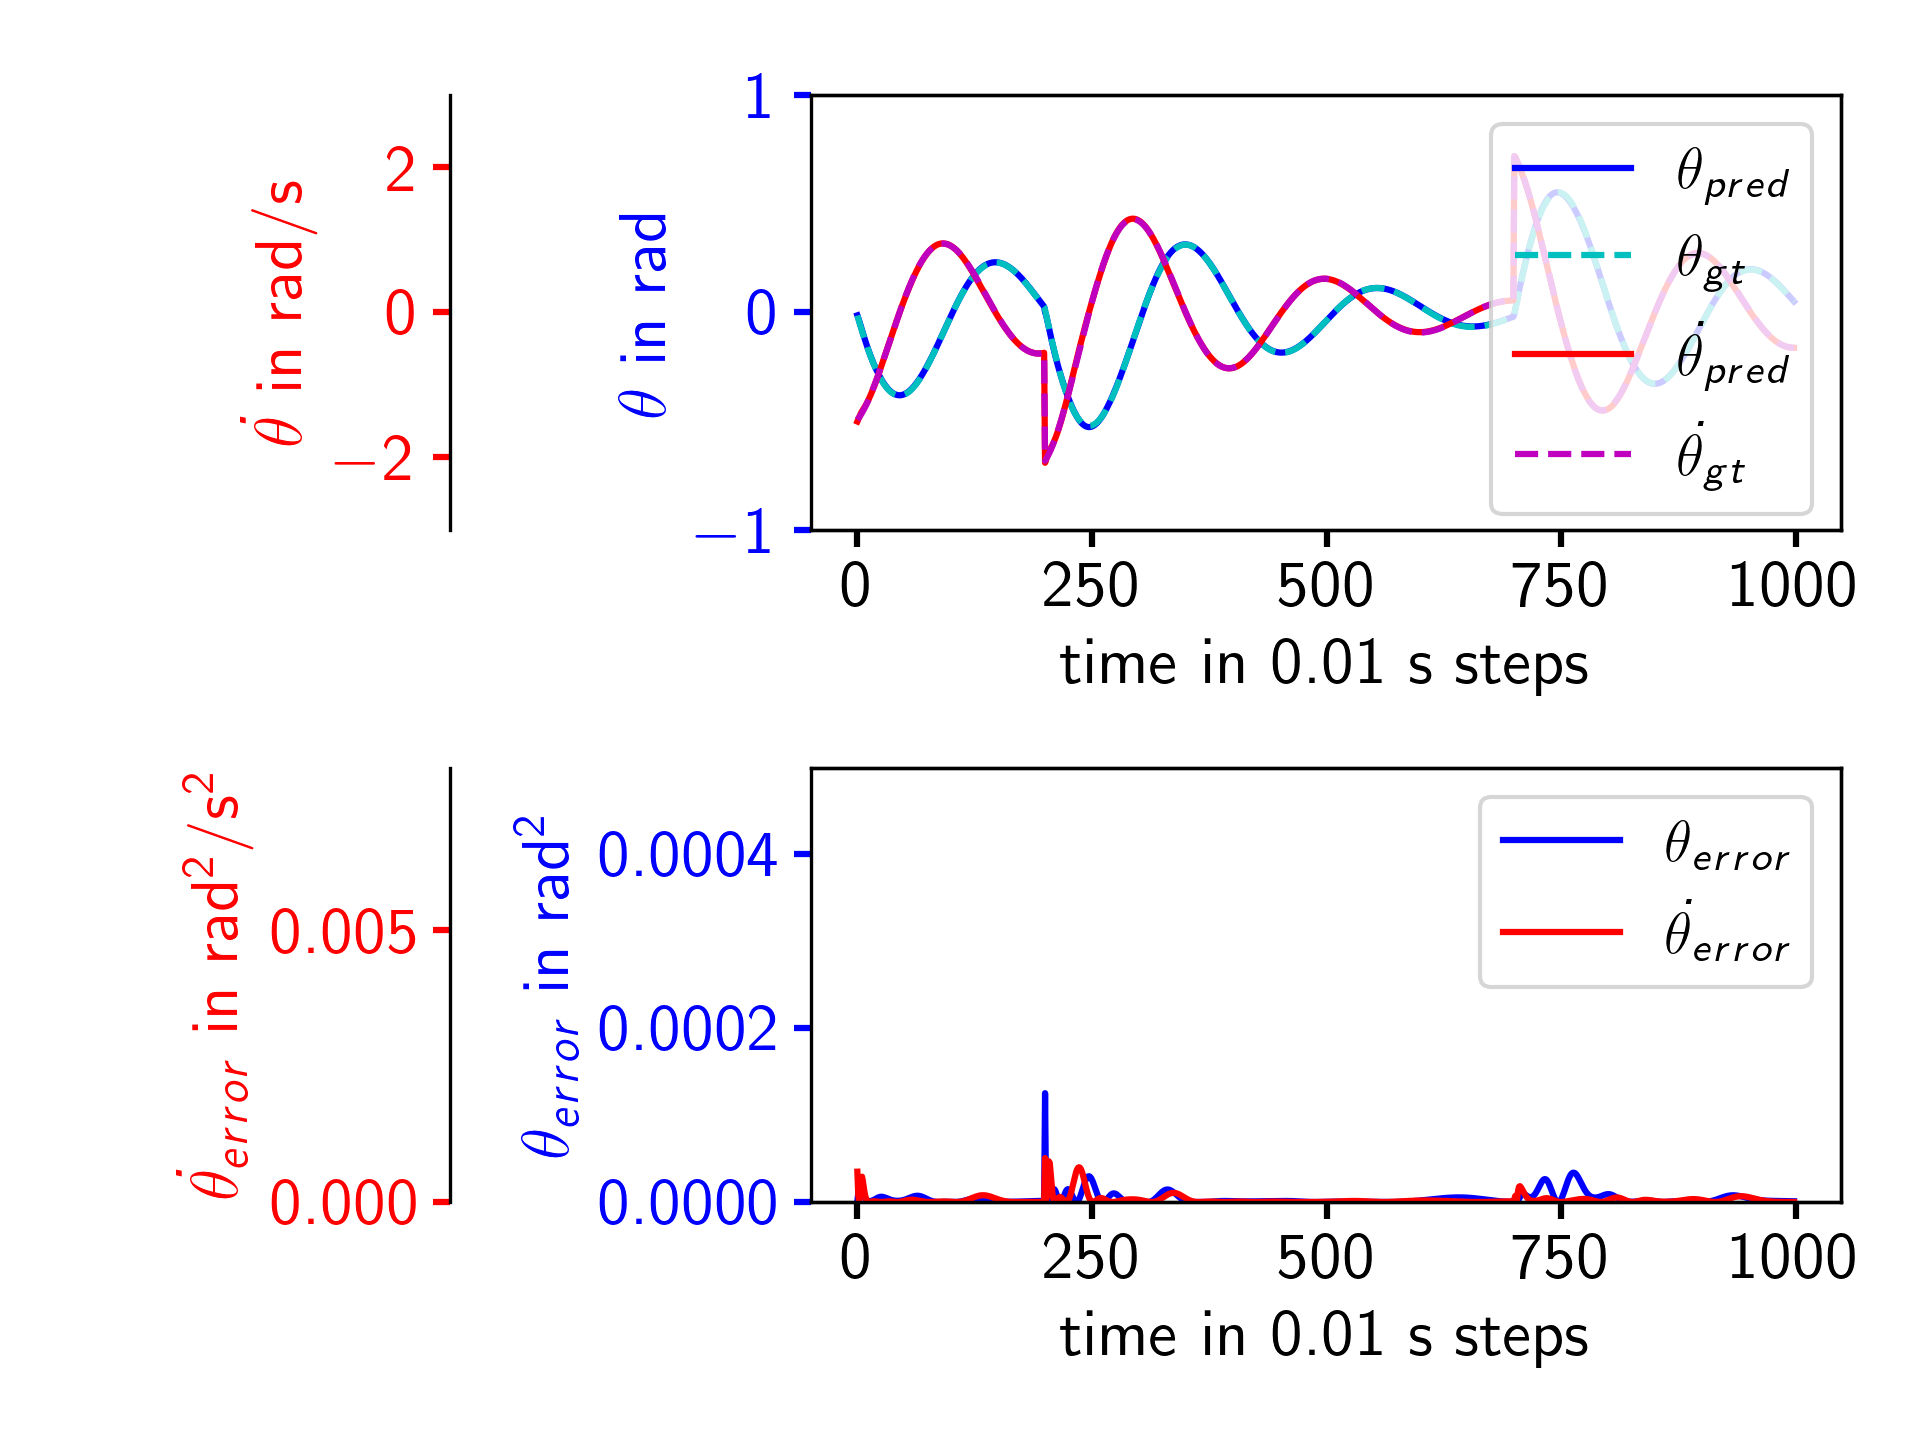 θ̇ in rad/s
2
0
−2
θ in rad
1
0
−1
θ_pred
θ_gt
θ̇_pred
θ̇_gt
0 250 500 750 1000
time in 0.01 s steps
θ̇_error in rad²/s²
0.005
0.000
θ_error in rad²
0.0004
0.0002
0.0000
θ_error
θ̇_error
0 250 500 750 1000
time in 0.01 s steps